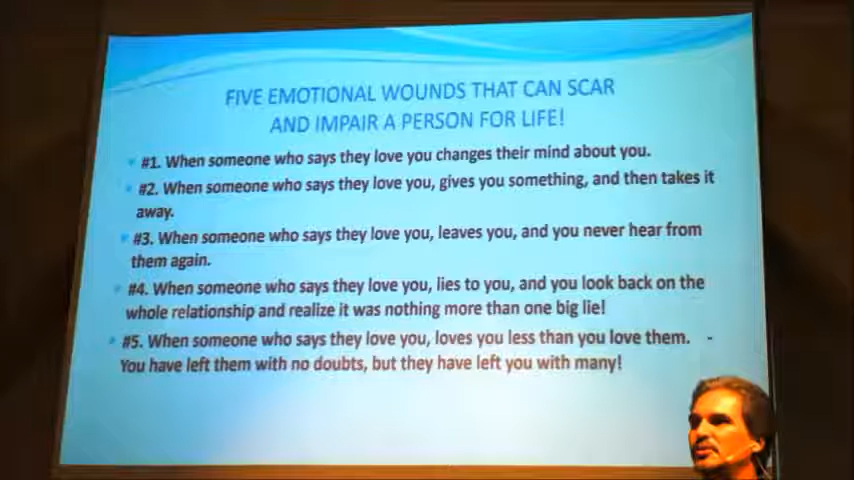 FIVE EMOTIONAL WOUNDS THAT CAN SCAR
AND IMPAIR A PERSON FOR LIFE!
#1. When someone who says they love you changes their mind about you.
#2. When someone who says they love you, gives you something, and then takes it
away.
#3. When someone who says they love you, leaves you, and you never hear from
them again.
#4. When someone who says they love you, lies to you, and you look back on the
whole relationship and realize it was nothing more than one big lie!
#5. When someone who says they love you, loves you less than you love them. -
You have left them with no doubts, but they have left you with many!